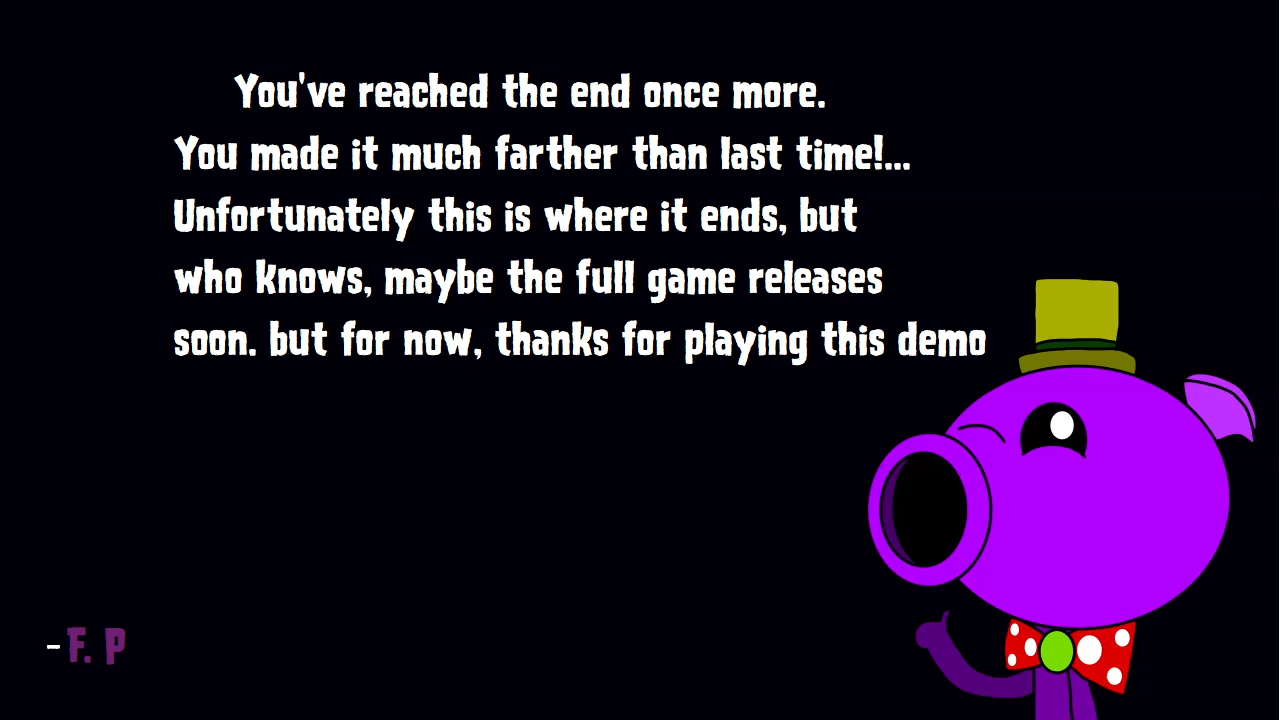 You've reached the end once more.
You made it much farther than last time!...
Unfortunately this is where it ends, but
who knows, maybe the full game releases
soon. but for now, thanks for playing this demo
- F. P